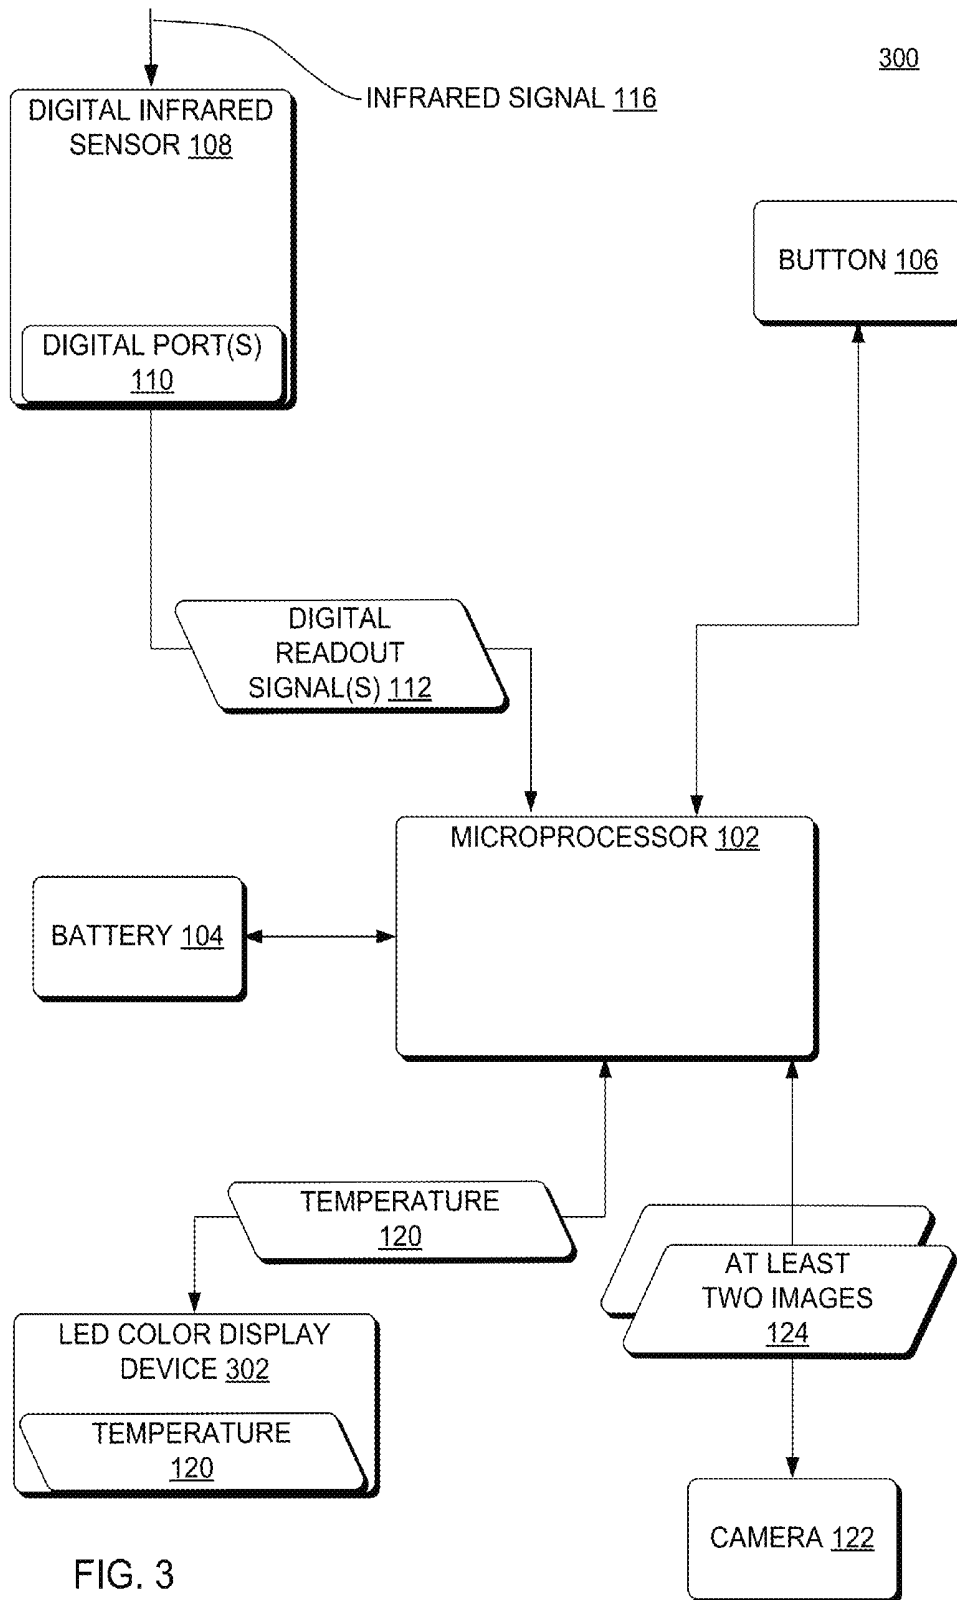 300
INFRARED SIGNAL 116
DIGITAL INFRARED
SENSOR 108
BUTTON 106
DIGITAL PORT(S)
110
DIGITAL
READOUT
SIGNAL(S) 112
MICROPROCESSOR 102
BATTERY 104
TEMPERATURE
120
AT LEAST
TWO IMAGES
124
LED COLOR DISPLAY
DEVICE 302
TEMPERATURE
120
CAMERA 122
FIG. 3